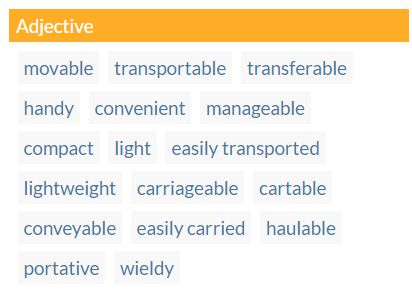 Adjective
movable transportable transferable
handy convenient manageable
compact light easily transported
lightweight carriageable cartable
conveyable easily carried haulable
portative wieldy